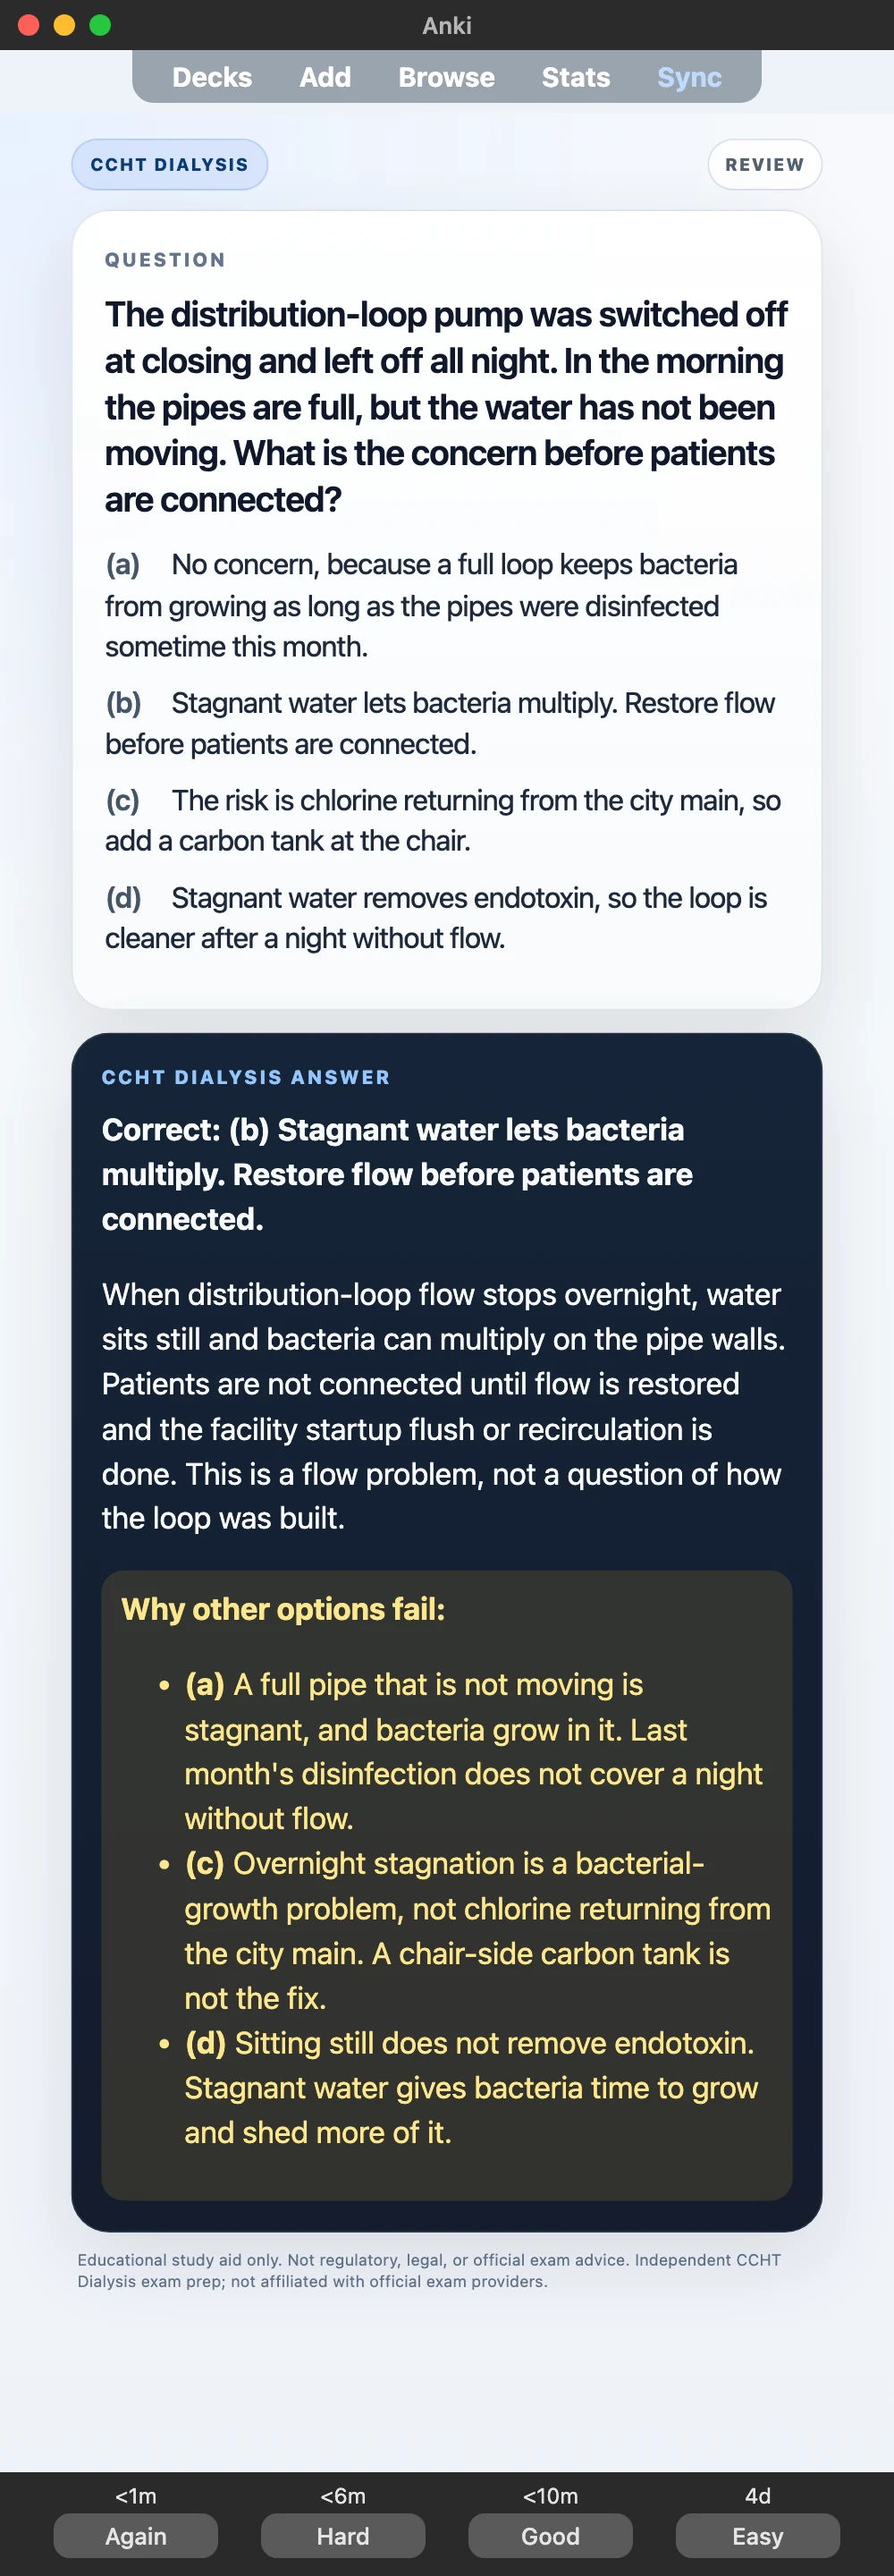 Anki
Decks Add Browse Stats Sync
CCHT DIALYSIS
REVIEW
QUESTION
The distribution-loop pump was switched off
at closing and left off all night. In the morning
the pipes are full, but the water has not been
moving. What is the concern before patients
are connected?
(a) No concern, because a full loop keeps bacteria
from growing as long as the pipes were disinfected
sometime this month.
(b) Stagnant water lets bacteria multiply. Restore flow
before patients are connected.
(c) The risk is chlorine returning from the city main, so
add a carbon tank at the chair.
(d) Stagnant water removes endotoxin, so the loop is
cleaner after a night without flow.
CCHT DIALYSIS ANSWER
Correct: (b) Stagnant water lets bacteria
multiply. Restore flow before patients are
connected.
When distribution-loop flow stops overnight, water
sits still and bacteria can multiply on the pipe walls.
Patients are not connected until flow is restored
and the facility startup flush or recirculation is
done. This is a flow problem, not a question of how
the loop was built.
Why other options fail:
• (a) A full pipe that is not moving is
stagnant, and bacteria grow in it. Last
month's disinfection does not cover a night
without flow.
• (c) Overnight stagnation is a bacterial-
growth problem, not chlorine returning from
the city main. A chair-side carbon tank is
not the fix.
• (d) Sitting still does not remove endotoxin.
Stagnant water gives bacteria time to grow
and shed more of it.
Educational study aid only. Not regulatory, legal, or official exam advice. Independent CCHT
Dialysis exam prep; not affiliated with official exam providers.
<1m <6m <10m 4d
Again Hard Good Easy